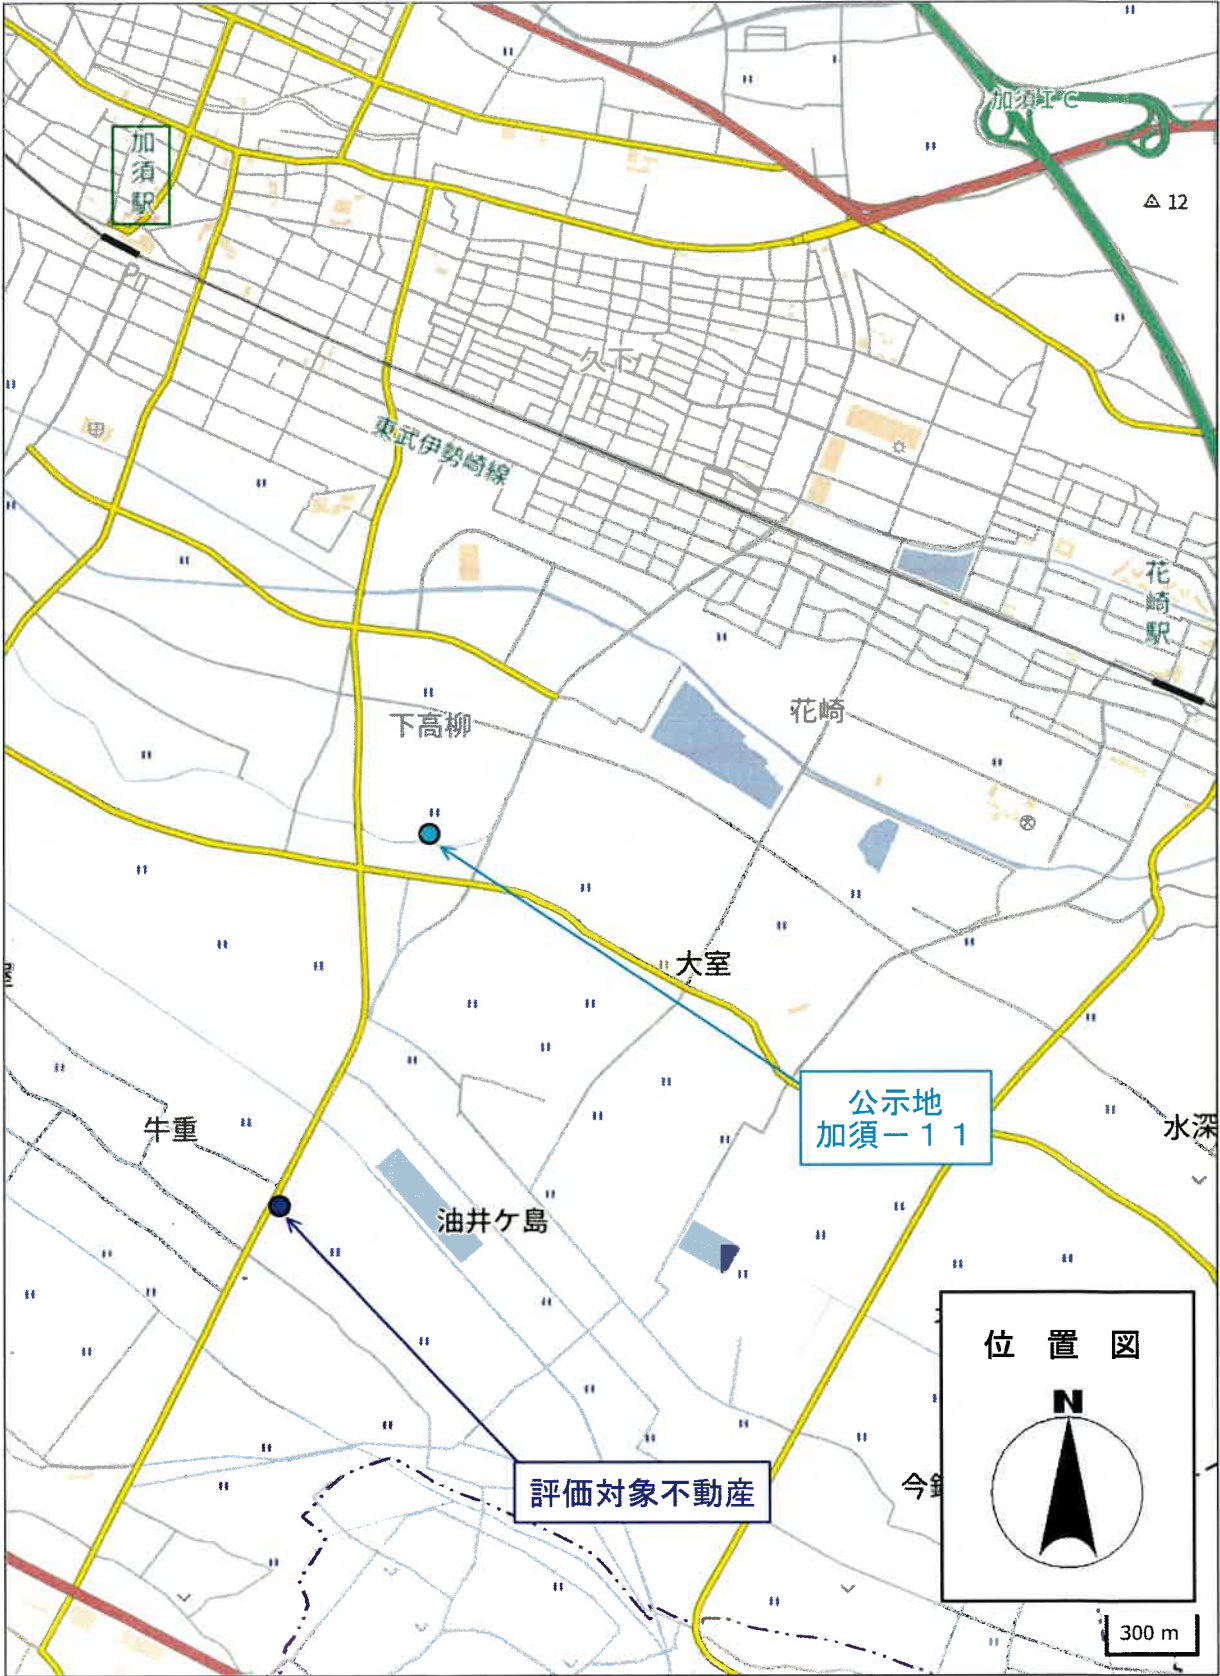 加須IC
加須駅
12
久下
東武伊勢崎線
花崎駅
下高柳
花崎
大室
公示地
加須－１１
牛重
水深
油井ケ島
位置図
N
評価対象不動産
300 m